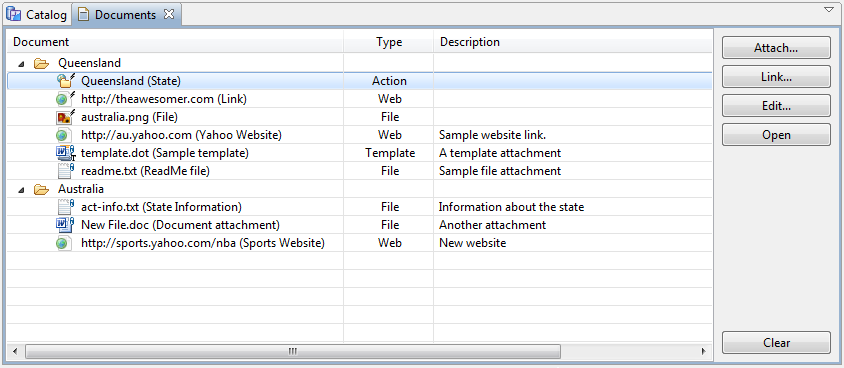 Catalog Documents
Document Type Description Attach...
Queensland
Queensland (State) Action Link...
http://theawesomer.com (Link) Web Edit...
australia.png (File) File
http://au.yahoo.com (Yahoo Website) Web Sample website link. Open
template.dot (Sample template) Template A template attachment
readme.txt (ReadMe file) File Sample file attachment
Australia
act-info.txt (State Information) File Information about the state
New File.doc (Document attachment) File Another attachment
http://sports.yahoo.com/nba (Sports Website) Web New website
Clear